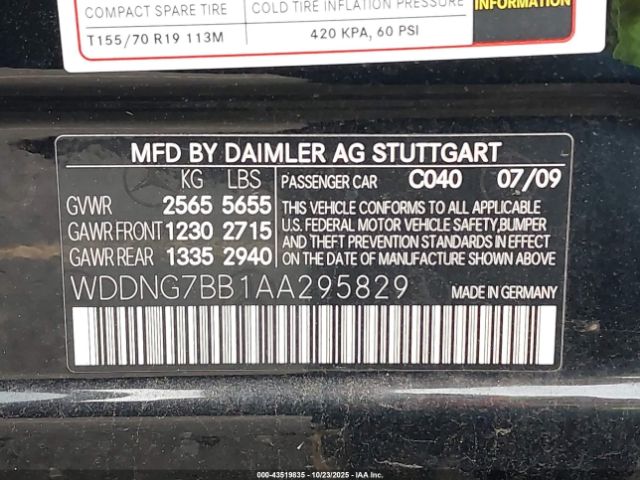 COMPACT SPARE TIRE COLD TIRE INFLATION PRESSURE INFORMATION
T155/70 R19 113M 420 KPA, 60 PSI
MFD BY DAIMLER AG STUTTGART
KG LBS PASSENGER CAR C040 07/09
GVWR 2565 5655 THIS VEHICLE CONFORMS TO ALL APPLICABLE
GAWR FRONT 1230 2715 U.S. FEDERAL MOTOR VEHICLE SAFETY,BUMPER
AND THEFT PREVENTION STANDARDS IN EFFECT
GAWR REAR 1335 2940 ON THE DATE OF MANUFACTURE SHOWN ABOVE
WDDNG7BB1AA295829 MADE IN GERMANY
000-43519835 - 10/23/2025 - IAAI.COM